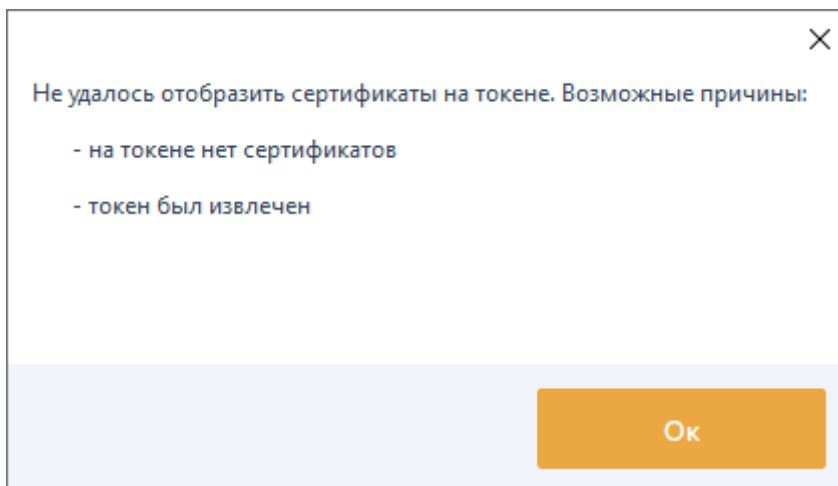 Не удалось отобразить сертификаты на токене. Возможные причины:
- на токене нет сертификатов
- токен был извлечен
Ок